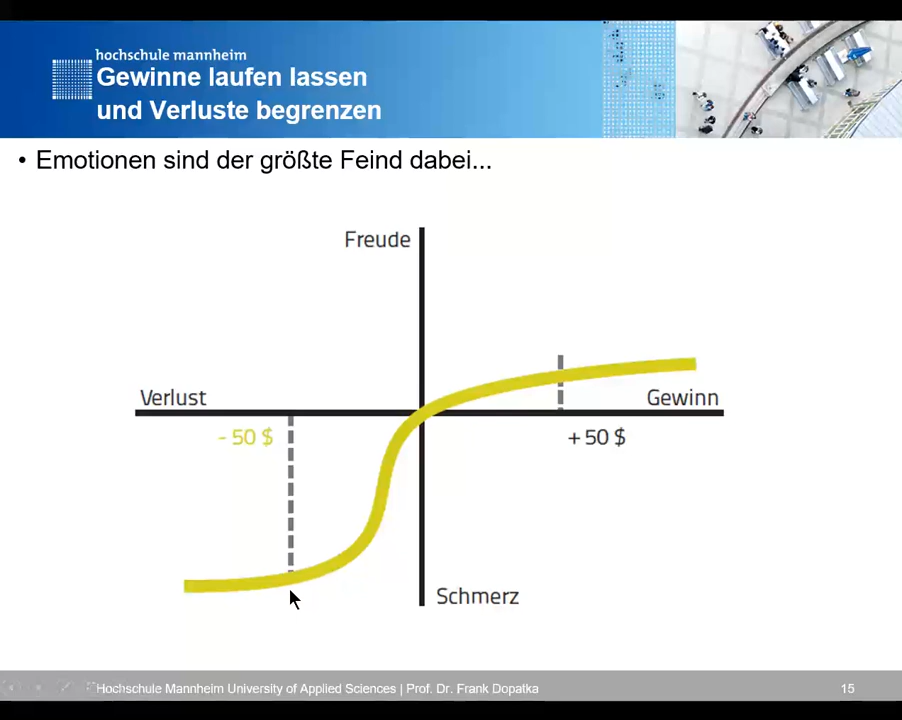 hochschule mannheim
Gewinne laufen lassen
und Verluste begrenzen
• Emotionen sind der größte Feind dabei...
Freude
Verlust
Gewinn
- 50 $
+ 50 $
Schmerz
Hochschule Mannheim University of Applied Sciences | Prof. Dr. Frank Dopatka
15